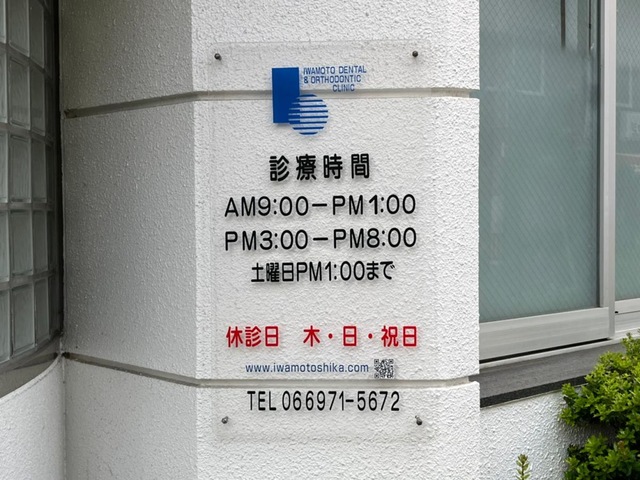 IWAMOTO DENTAL
& ORTHODONTIC
CLINIC
診療時間
AM9:00−PM1:00
PM3:00−PM8:00
土曜日PM1:00まで
休診日 木・日・祝日
www.iwamotoshika.com
TEL 066971-5672